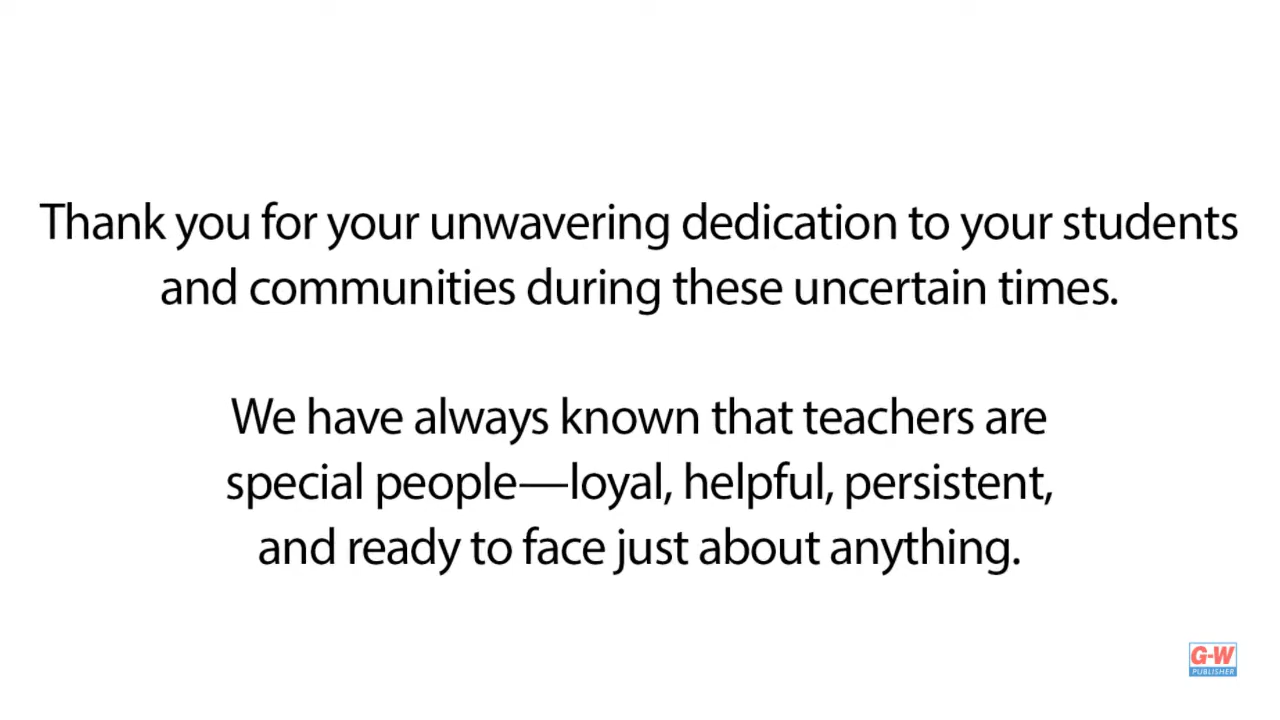 Thank you for your unwavering dedication to your students
and communities during these uncertain times.
We have always known that teachers are
special people—loyal, helpful, persistent,
and ready to face just about anything.
G-W
PUBLISHER